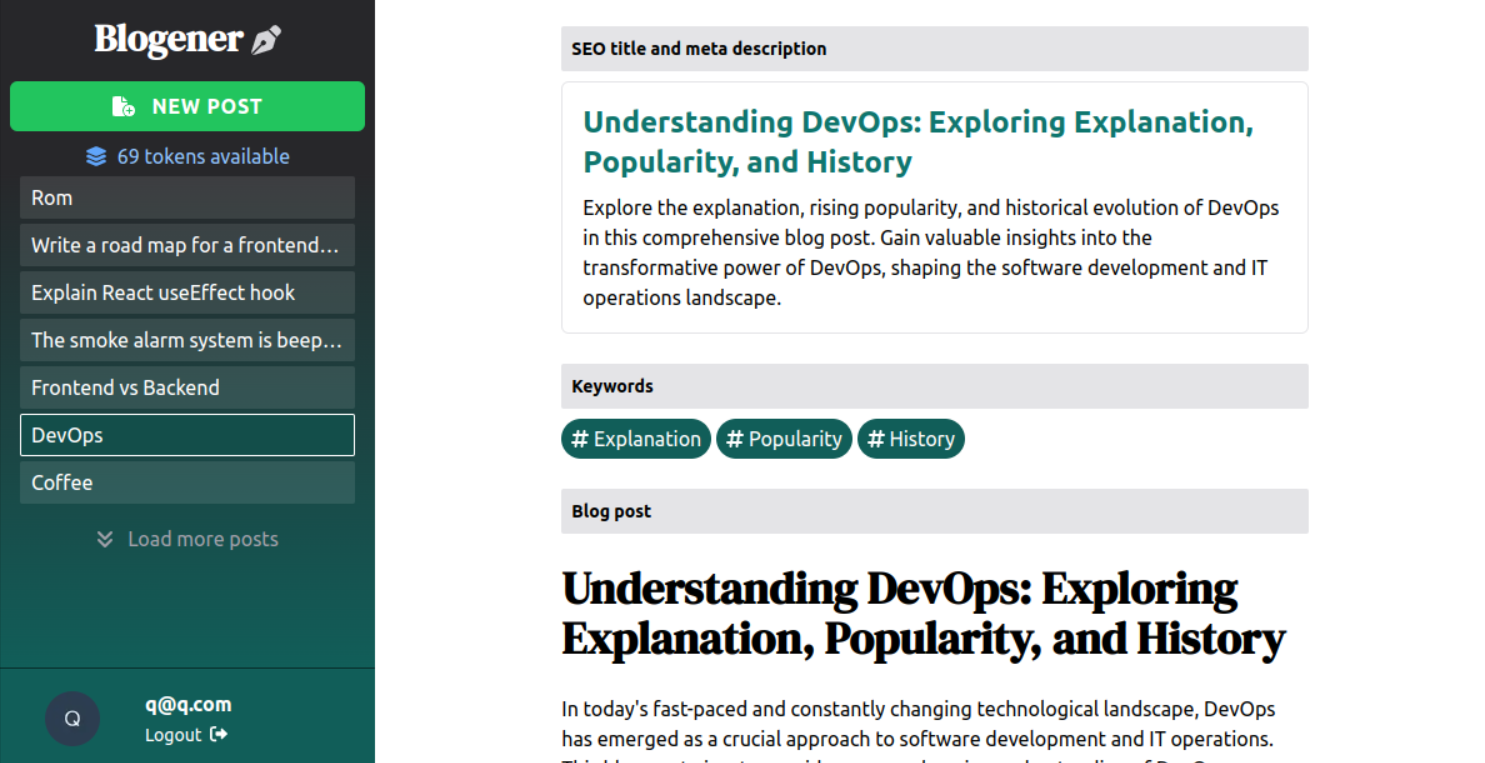 Blogener
NEW POST
69 tokens available
Rom
Write a road map for a frontend...
Explain React useEffect hook
The smoke alarm system is beep...
Frontend vs Backend
DevOps
Coffee
Load more posts
Q
q@q.com
Logout
SEO title and meta description
Understanding DevOps: Exploring Explanation,
Popularity, and History
Explore the explanation, rising popularity, and historical evolution of DevOps
in this comprehensive blog post. Gain valuable insights into the
transformative power of DevOps, shaping the software development and IT
operations landscape.
Keywords
# Explanation # Popularity # History
Blog post
Understanding DevOps: Exploring
Explanation, Popularity, and History
In today's fast-paced and constantly changing technological landscape, DevOps
has emerged as a crucial approach to software development and IT operations.